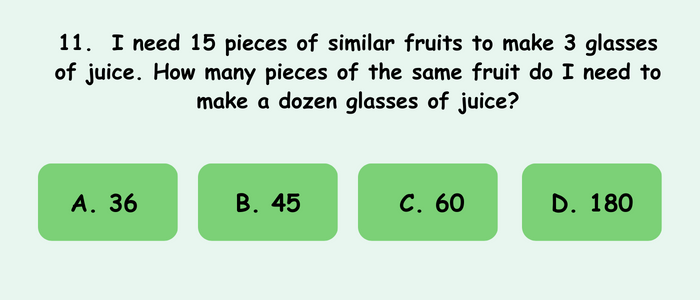 11. I need 15 pieces of similar fruits to make 3 glasses
of juice. How many pieces of the same fruit do I need to
make a dozen glasses of juice?
A. 36
B. 45
C. 60
D. 180